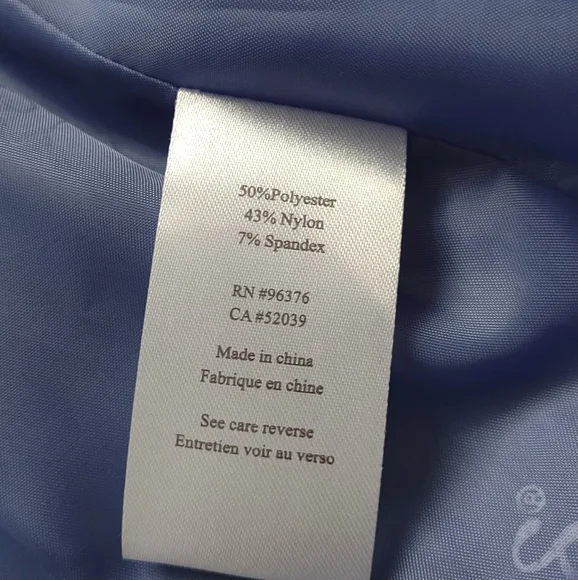 50%Polyester
43% Nylon
7% Spandex
RN #96376
CA #52039
Made in china
Fabrique en chine
See care reverse
Entretien voir au verso